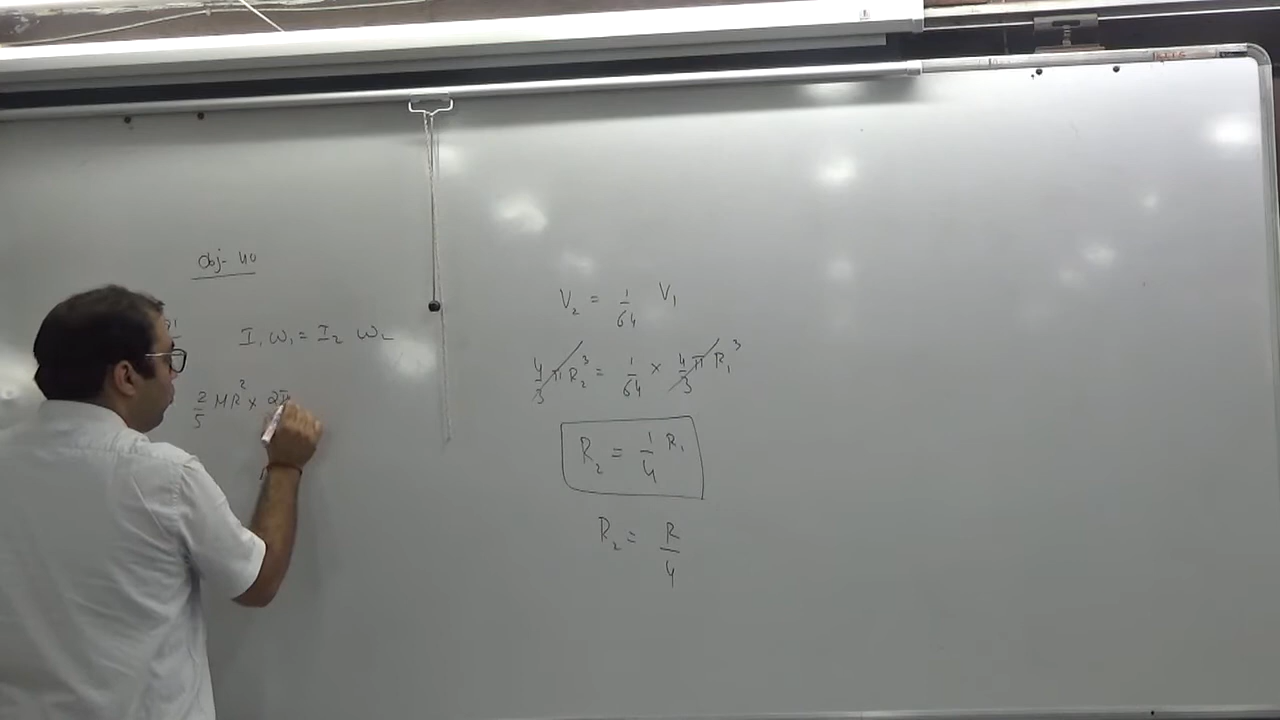 Obj- 40
I₁ ω₁ = I₂ ω₂
2/5 MR² × 2π
V₂ = 1/64 V₁
4/3 π R₂³ = 1/64 × 4/3 π R₁³
R₂ = 1/4 R₁
R₂ = R/4